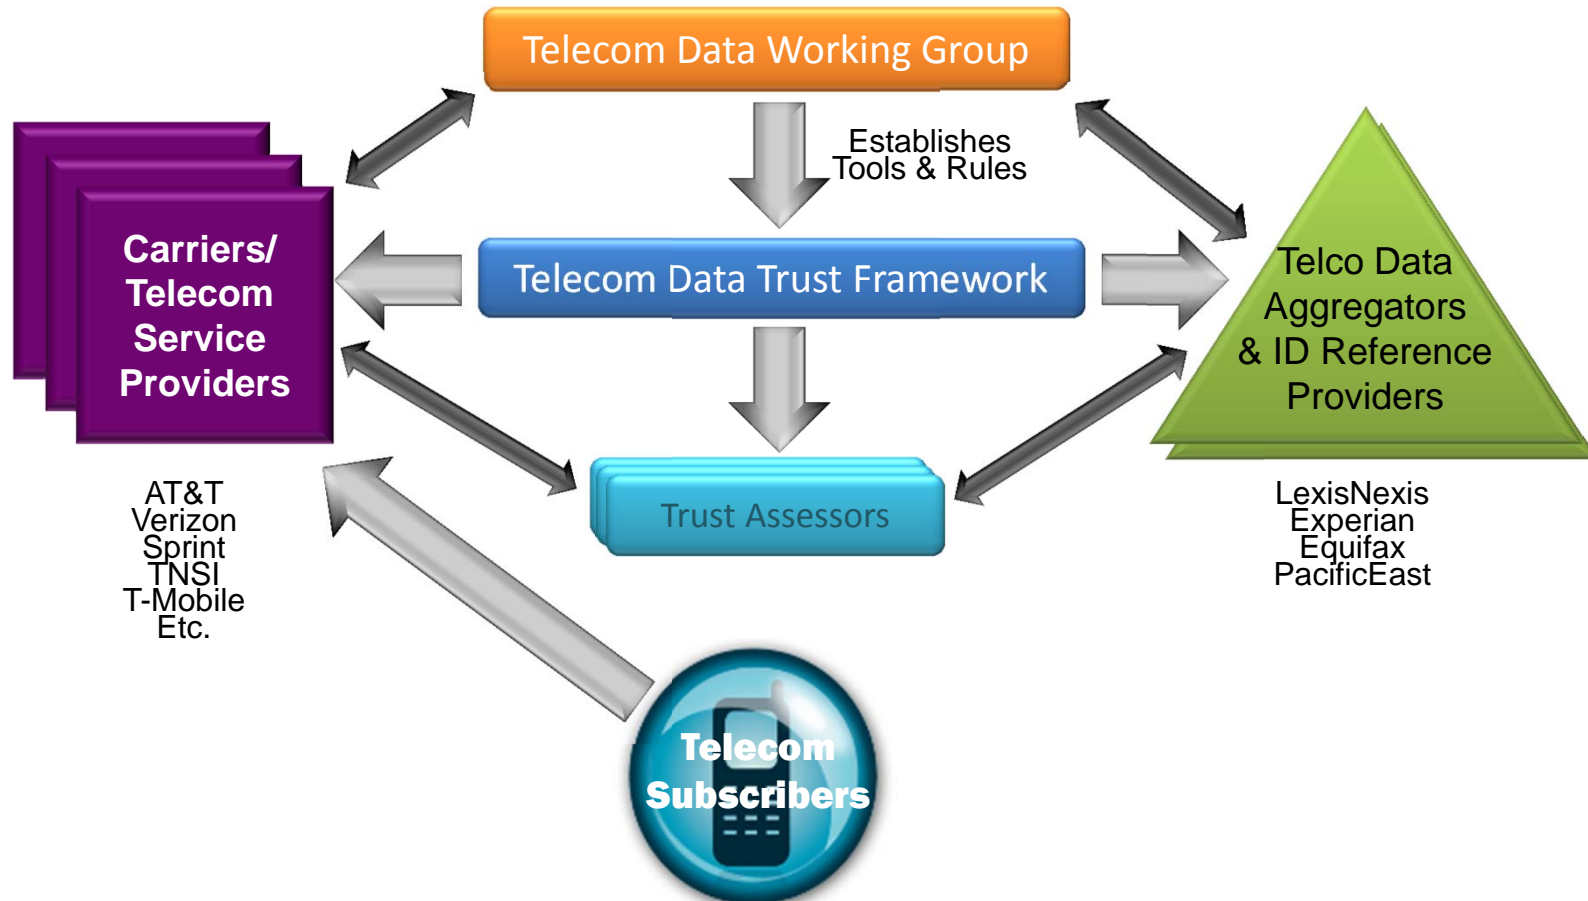 Telecom Data Working Group
Establishes
Tools & Rules
Carriers/
Telecom
Service
Providers
Telecom Data Trust Framework
Telco Data
Aggregators
& ID Reference
Providers
Trust Assessors
AT&T
Verizon
Sprint
TNSI
T-Mobile
Etc.
LexisNexis
Experian
Equifax
PacificEast
Telecom
Subscribers